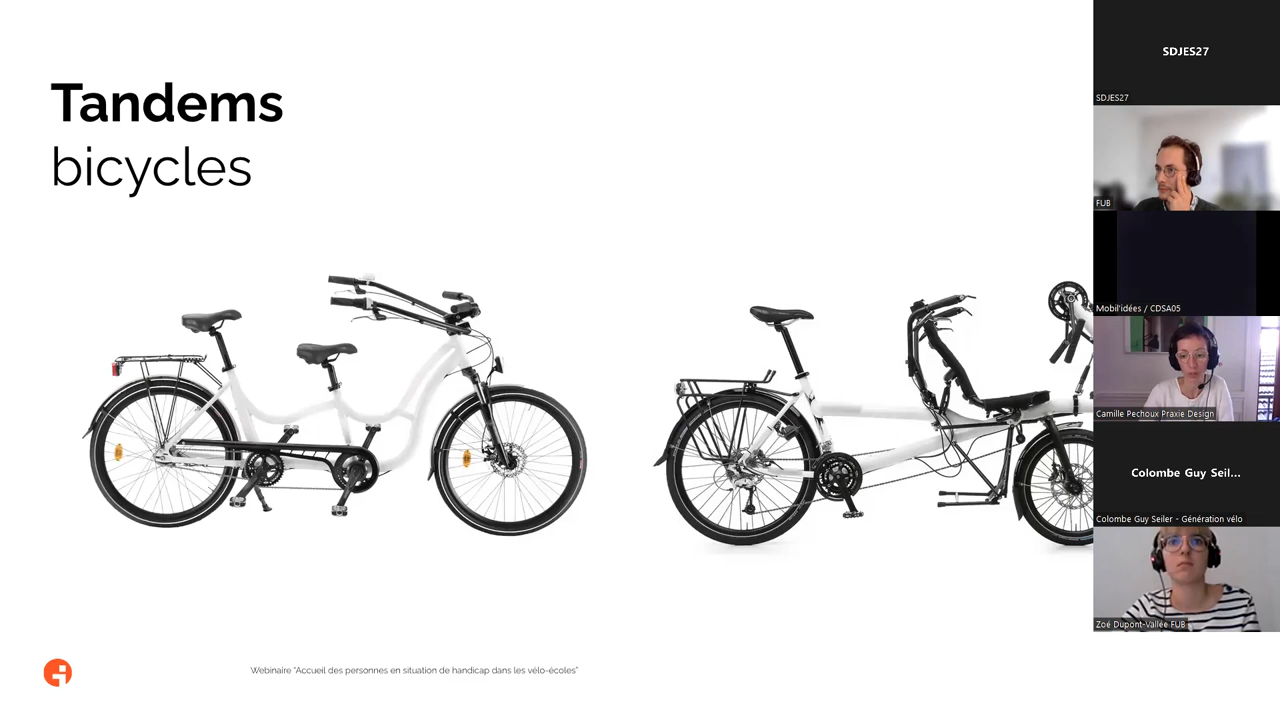 Tandems
bicycles
Webinaire "Accueil des personnes en situation de handicap dans les vélo-écoles"
SDJES27
SDJES27
FUB
Mobil'idées / CDSA05
Camille Pechoux Praxie Design
Colombe Guy Seil...
Colombe Guy Seiler - Génération vélo
Zoé Dupont-Vallée FUB